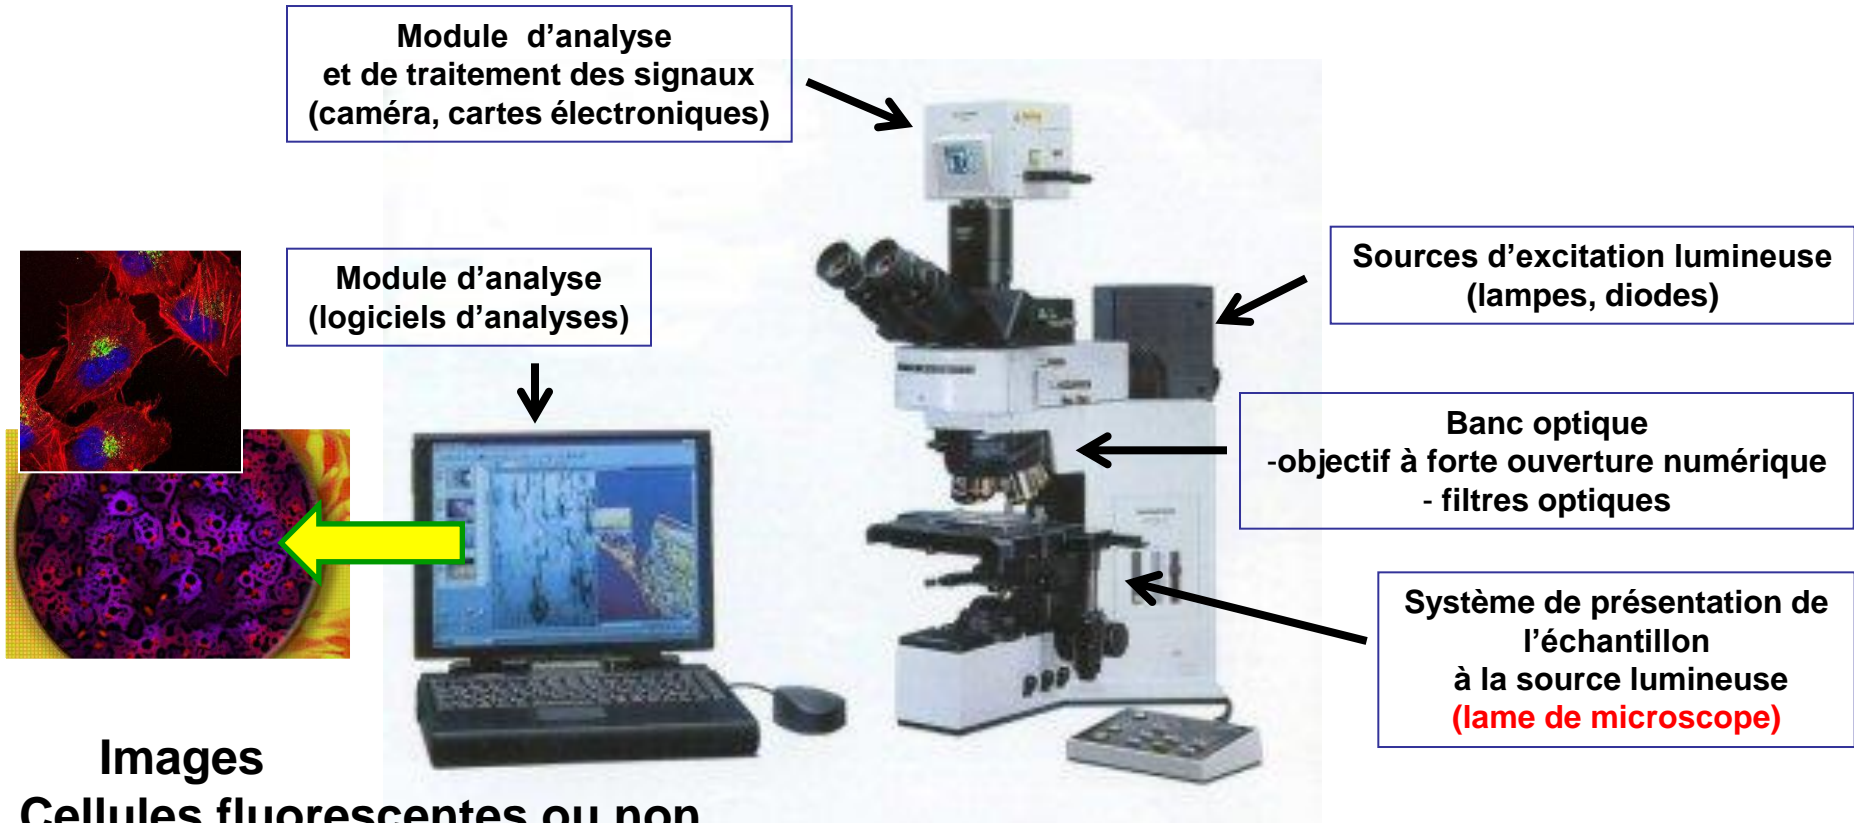 Module d’analyse
et de traitement des signaux
(caméra, cartes électroniques)
Module d’analyse
(logiciels d’analyses)
Sources d’excitation lumineuse
(lampes, diodes)
Banc optique
-objectif à forte ouverture numérique
- filtres optiques
Système de présentation de
l’échantillon
à la source lumineuse
(lame de microscope)
Images
Cellules fluorescentes ou non